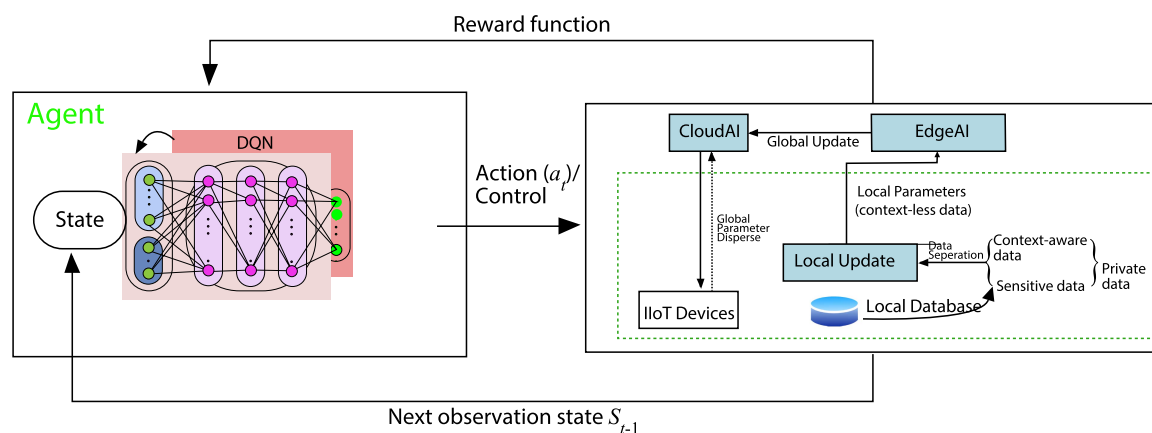 Reward function
Agent
DQN
State
Action (a_t)/
Control
CloudAI
Global Update
EdgeAI
Local Parameters
(context-less data)
Global
Parameter
Disperse
Local Update
Data
Seperation
Context-aware
data
Sensitive data
Private
data
IIoT Devices
Local Database
Next observation state S_{t-1}